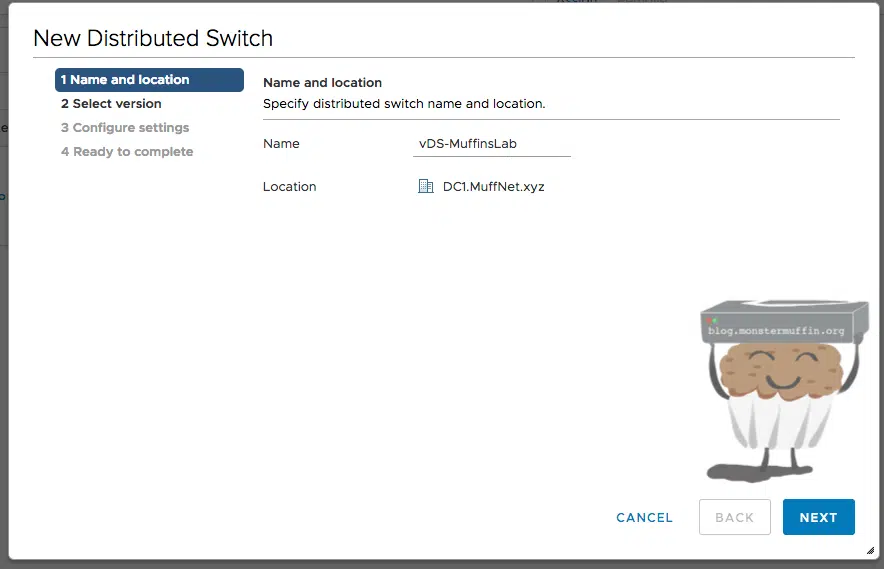 New Distributed Switch
1 Name and location
2 Select version
3 Configure settings
4 Ready to complete
Name and location
Specify distributed switch name and location.
Name vDS-MuffinsLab
Location DC1.MuffNet.xyz
blog.monstermuffin.org
CANCEL BACK NEXT